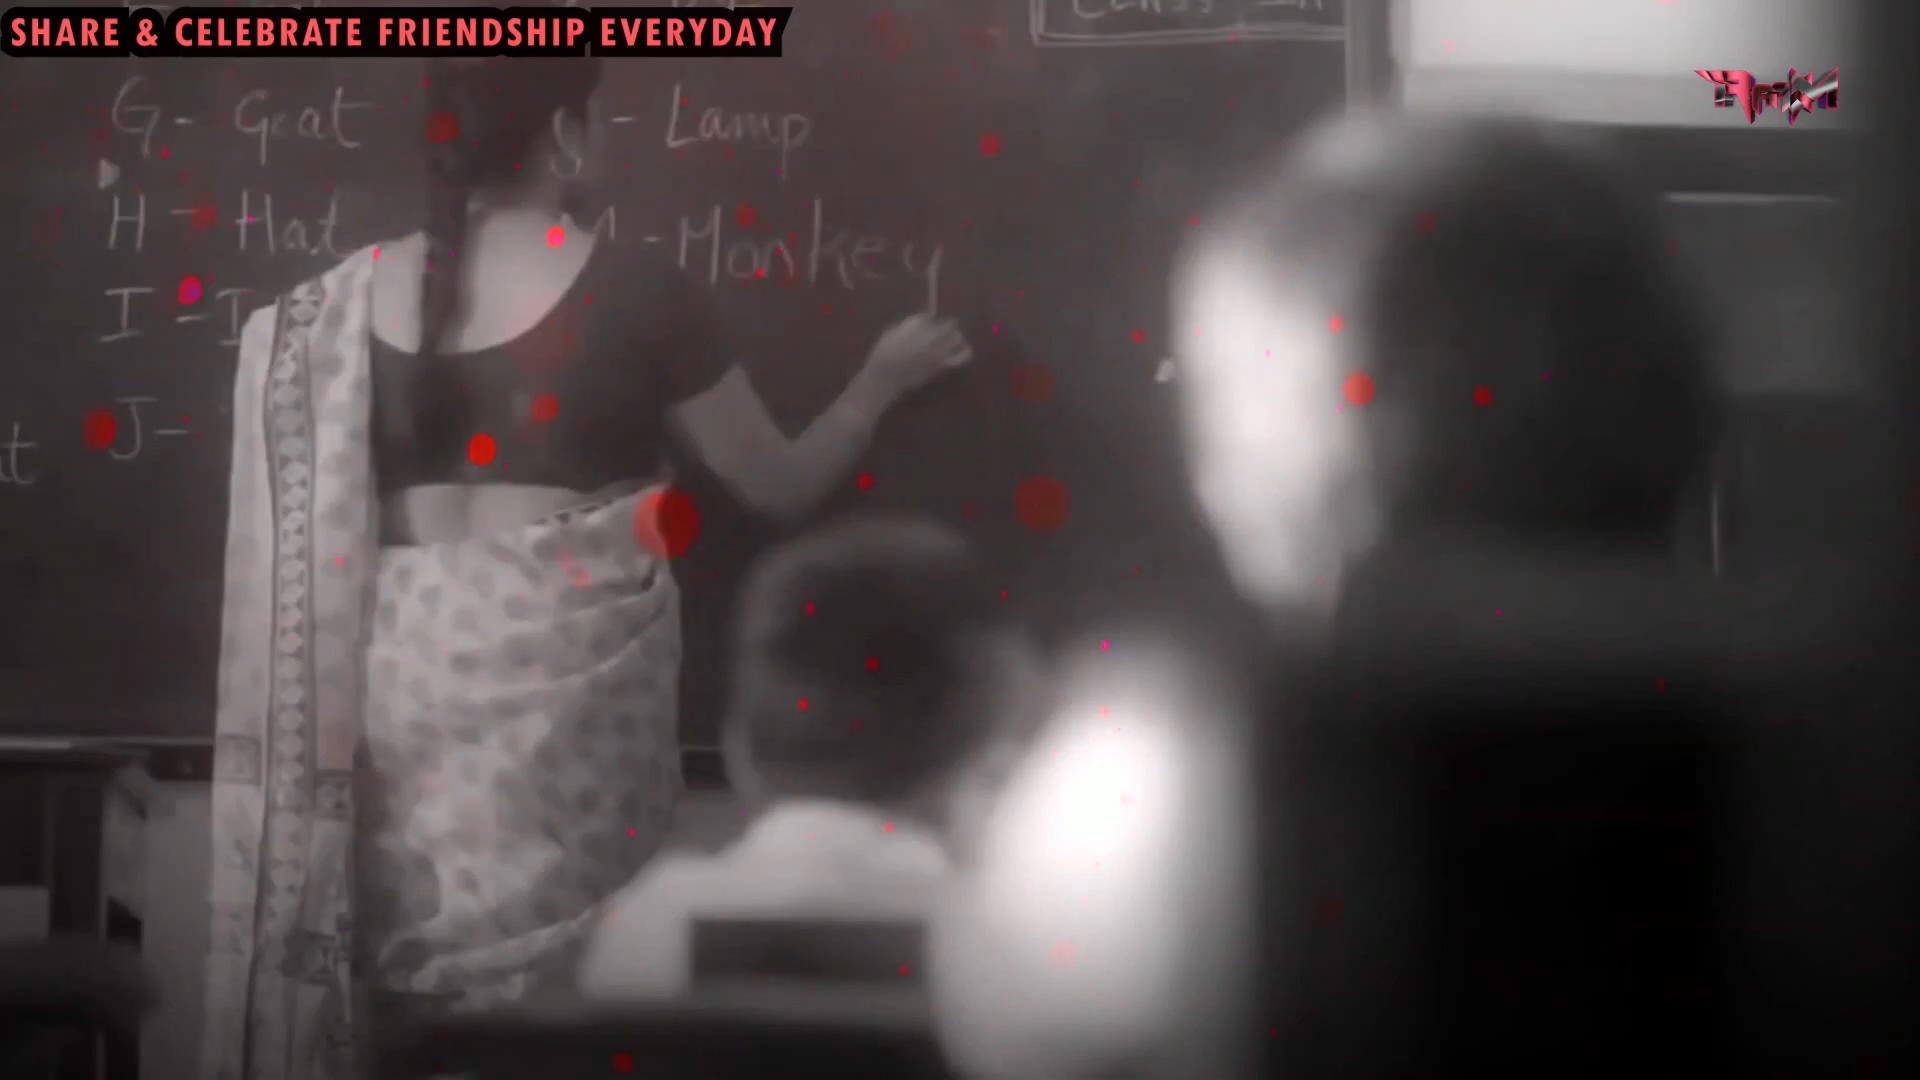 SHARE & CELEBRATE FRIENDSHIP EVERYDAY
G - Goat
- Lamp
H - Hat
M - Monkey
I - I
J -